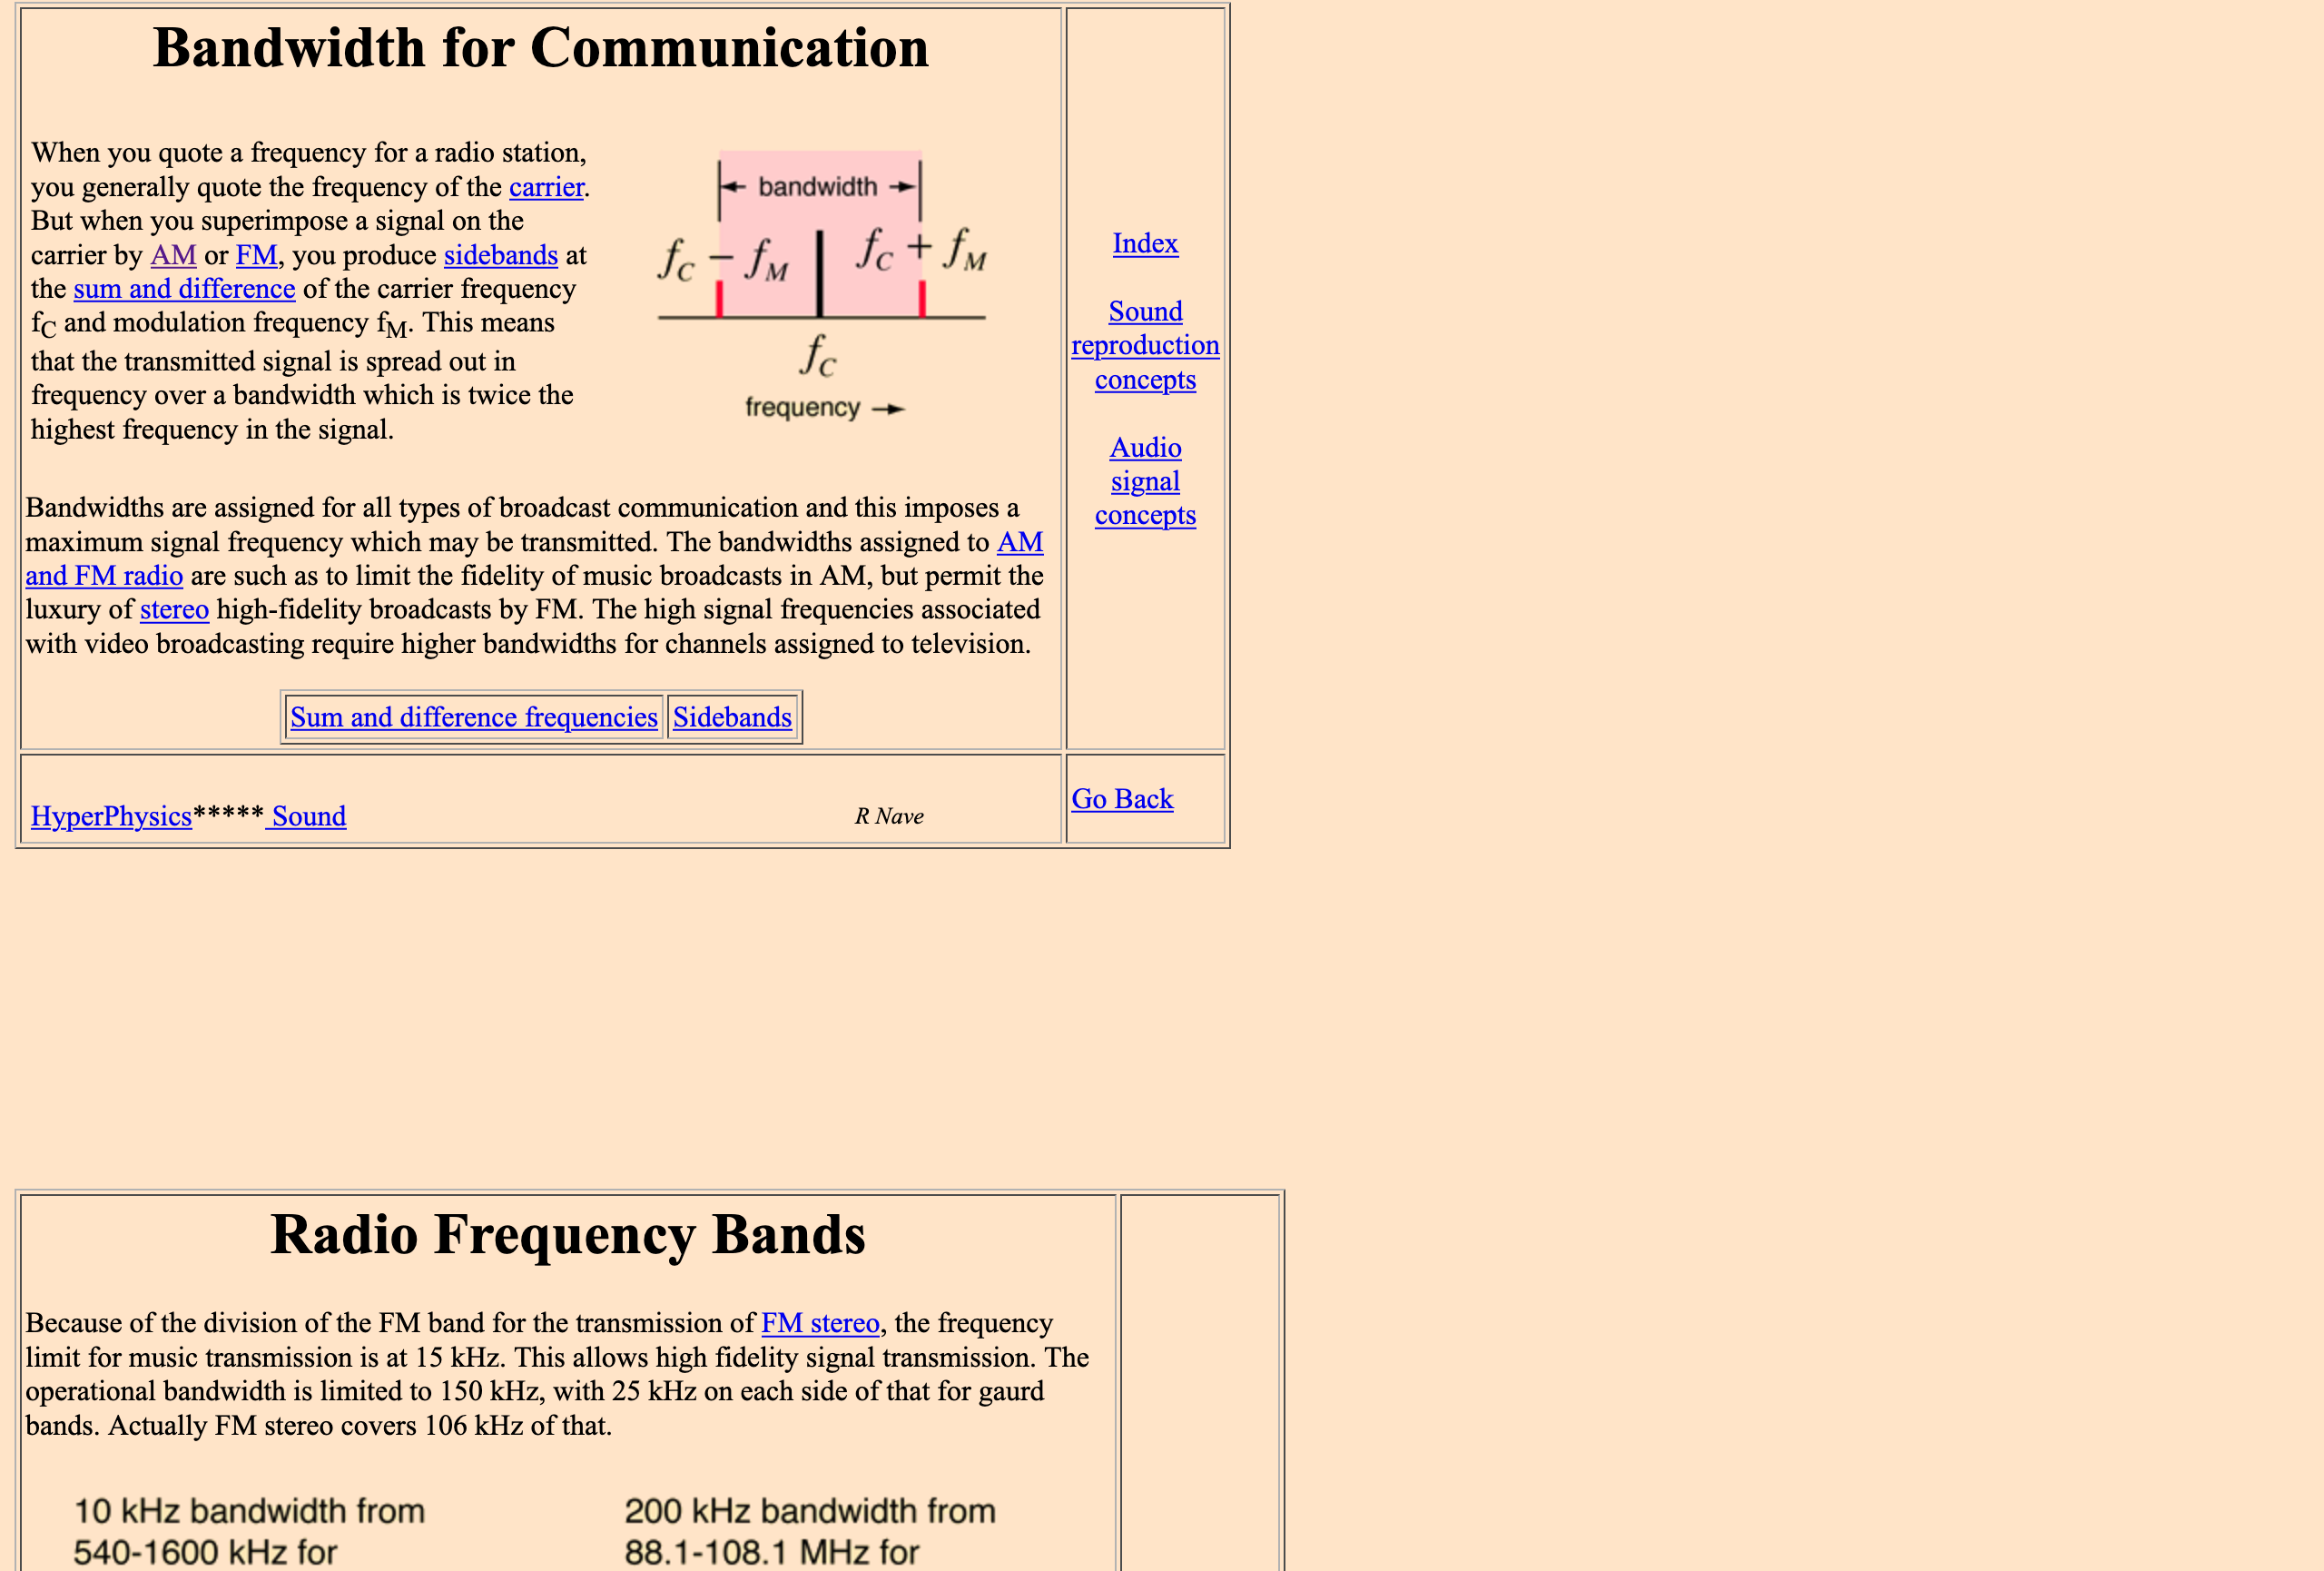 Bandwidth for Communication
When you quote a frequency for a radio station,
you generally quote the frequency of the carrier.
But when you superimpose a signal on the
carrier by AM or FM, you produce sidebands at
the sum and difference of the carrier frequency
fC and modulation frequency fM. This means
that the transmitted signal is spread out in
frequency over a bandwidth which is twice the
highest frequency in the signal.
bandwidth
fC − fM
fC + fM
fC
frequency
Bandwidths are assigned for all types of broadcast communication and this imposes a
maximum signal frequency which may be transmitted. The bandwidths assigned to AM
and FM radio are such as to limit the fidelity of music broadcasts in AM, but permit the
luxury of stereo high-fidelity broadcasts by FM. The high signal frequencies associated
with video broadcasting require higher bandwidths for channels assigned to television.
Sum and difference frequencies Sidebands
Index
Sound
reproduction
concepts
Audio
signal
concepts
HyperPhysics***** Sound
R Nave
Go Back
Radio Frequency Bands
Because of the division of the FM band for the transmission of FM stereo, the frequency
limit for music transmission is at 15 kHz. This allows high fidelity signal transmission. The
operational bandwidth is limited to 150 kHz, with 25 kHz on each side of that for gaurd
bands. Actually FM stereo covers 106 kHz of that.
10 kHz bandwidth from
540-1600 kHz for
200 kHz bandwidth from
88.1-108.1 MHz for